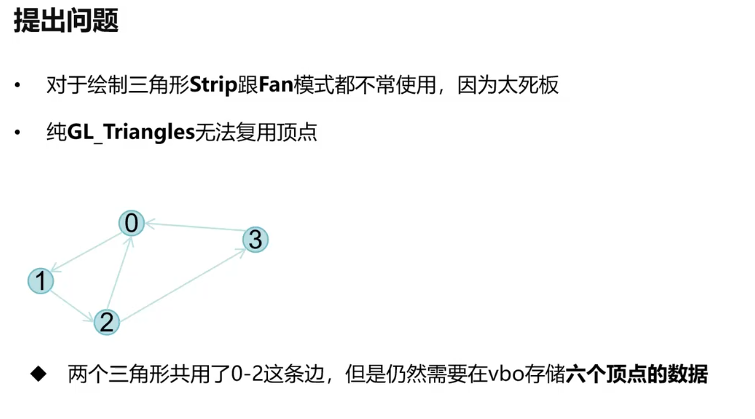 提出问题
• 对于绘制三角形Strip跟Fan模式都不常使用，因为太死板
• 纯GL_Triangles无法复用顶点
0
3
1
2
◆ 两个三角形共用了0-2这条边，但是仍然需要在vbo存储六个顶点的数据